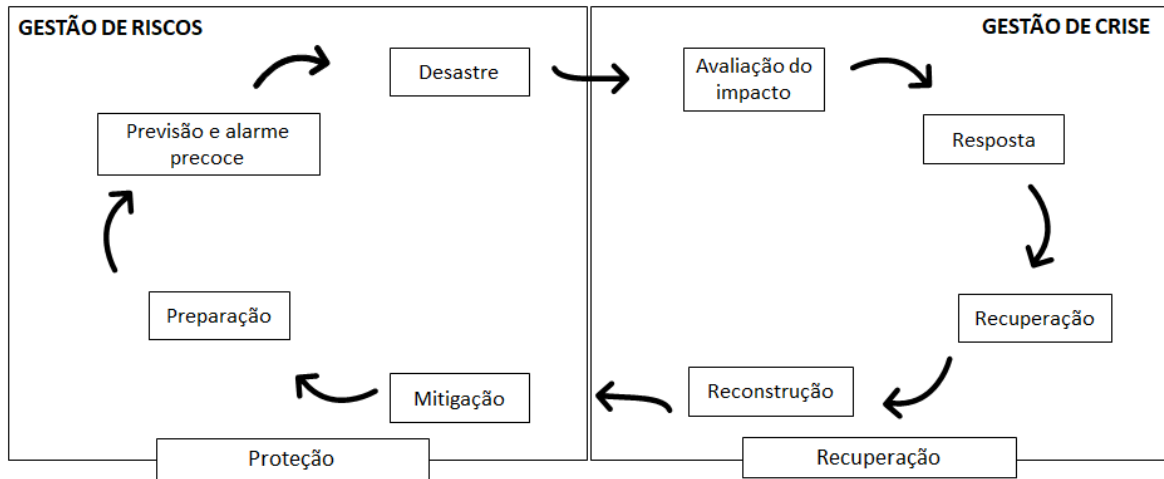 GESTÃO DE RISCOS
GESTÃO DE CRISE
Desastre
Avaliação do
impacto
Previsão e alarme
precoce
Resposta
Preparação
Recuperação
Mitigação
Reconstrução
Proteção
Recuperação